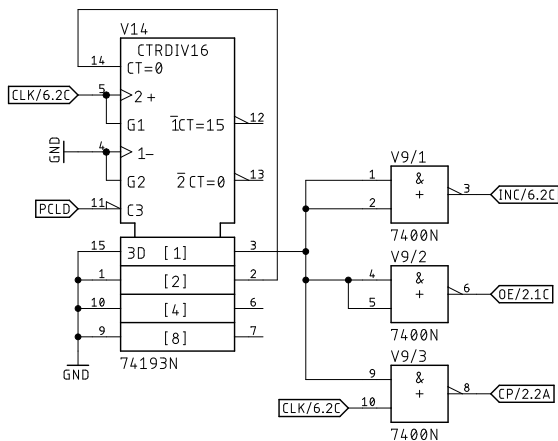 V14
CTRDIV16
14
CT=0
CLK/6.2C
5
2+
G1
1CT=15
12
GND
4
1-
G2
2CT=0
13
PCLD
11
C3
15
3D
[1]
3
1
[2]
2
10
[4]
6
9
[8]
7
GND
74193N
V9/1
1
&
2
+
3
INC/6.2C
7400N
V9/2
4
&
5
+
6
OE/2.1C
7400N
V9/3
9
&
CLK/6.2C
10
+
8
CP/2.2A
7400N